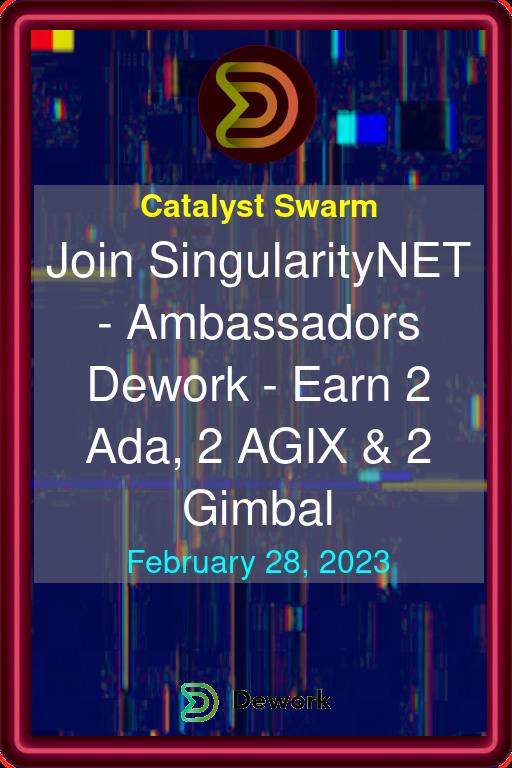 Catalyst Swarm
Join SingularityNET
- Ambassadors
Dework - Earn 2
Ada, 2 AGIX & 2
Gimbal
February 28, 2023
Dework